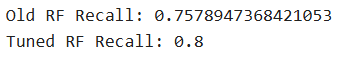 Old RF Recall: 0.7578947368421053
Tuned RF Recall: 0.8